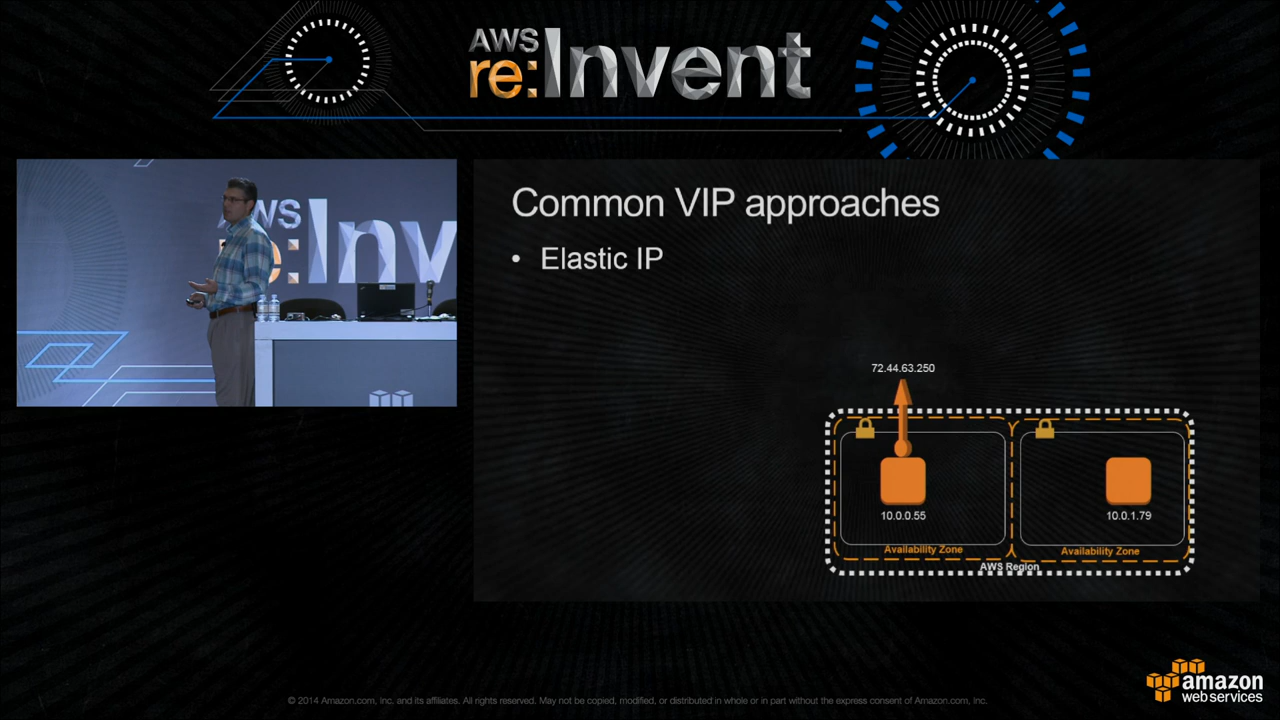 AWS
re:Invent
AWS
re:Inv
Common VIP approaches
• Elastic IP
72.44.63.250
10.0.0.55
10.0.1.79
Availability Zone
Availability Zone
AWS Region
amazon
web services
© 2014 Amazon.com, Inc. and its affiliates. All rights reserved. May not be copied, modified, or distributed in whole or in part without the express consent of Amazon.com, Inc.